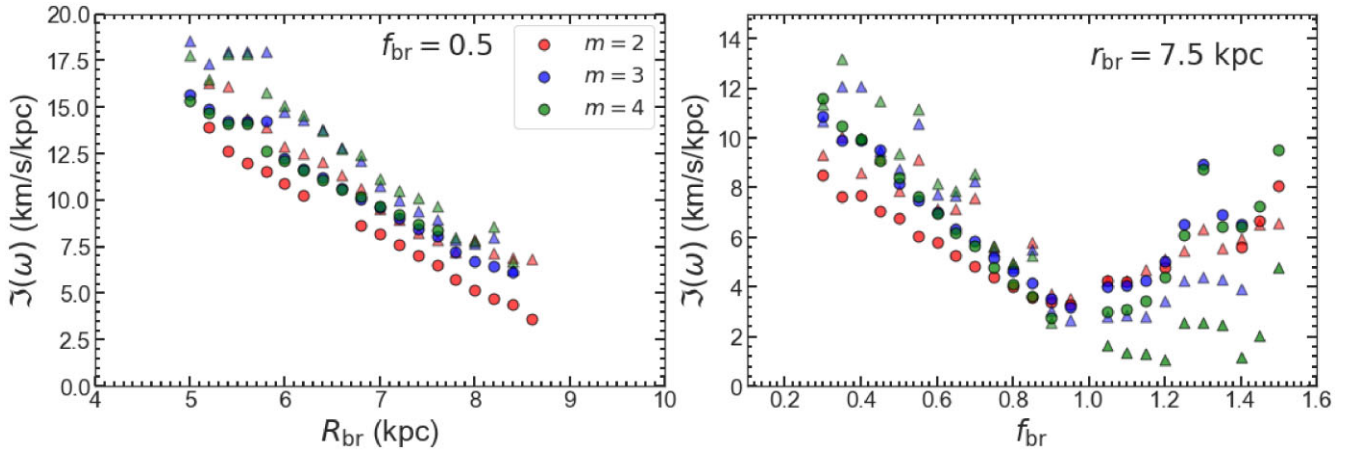 20.0
17.5
15.0
12.5
10.0
7.5
5.0
2.5
0.0
ℑ(ω) (km/s/kpc)
f_br = 0.5
m = 2
m = 3
m = 4
4 5 6 7 8 9 10
R_br (kpc)
14
12
10
8
6
4
2
0
ℑ(ω) (km/s/kpc)
r_br = 7.5 kpc
0.2 0.4 0.6 0.8 1.0 1.2 1.4 1.6
f_br